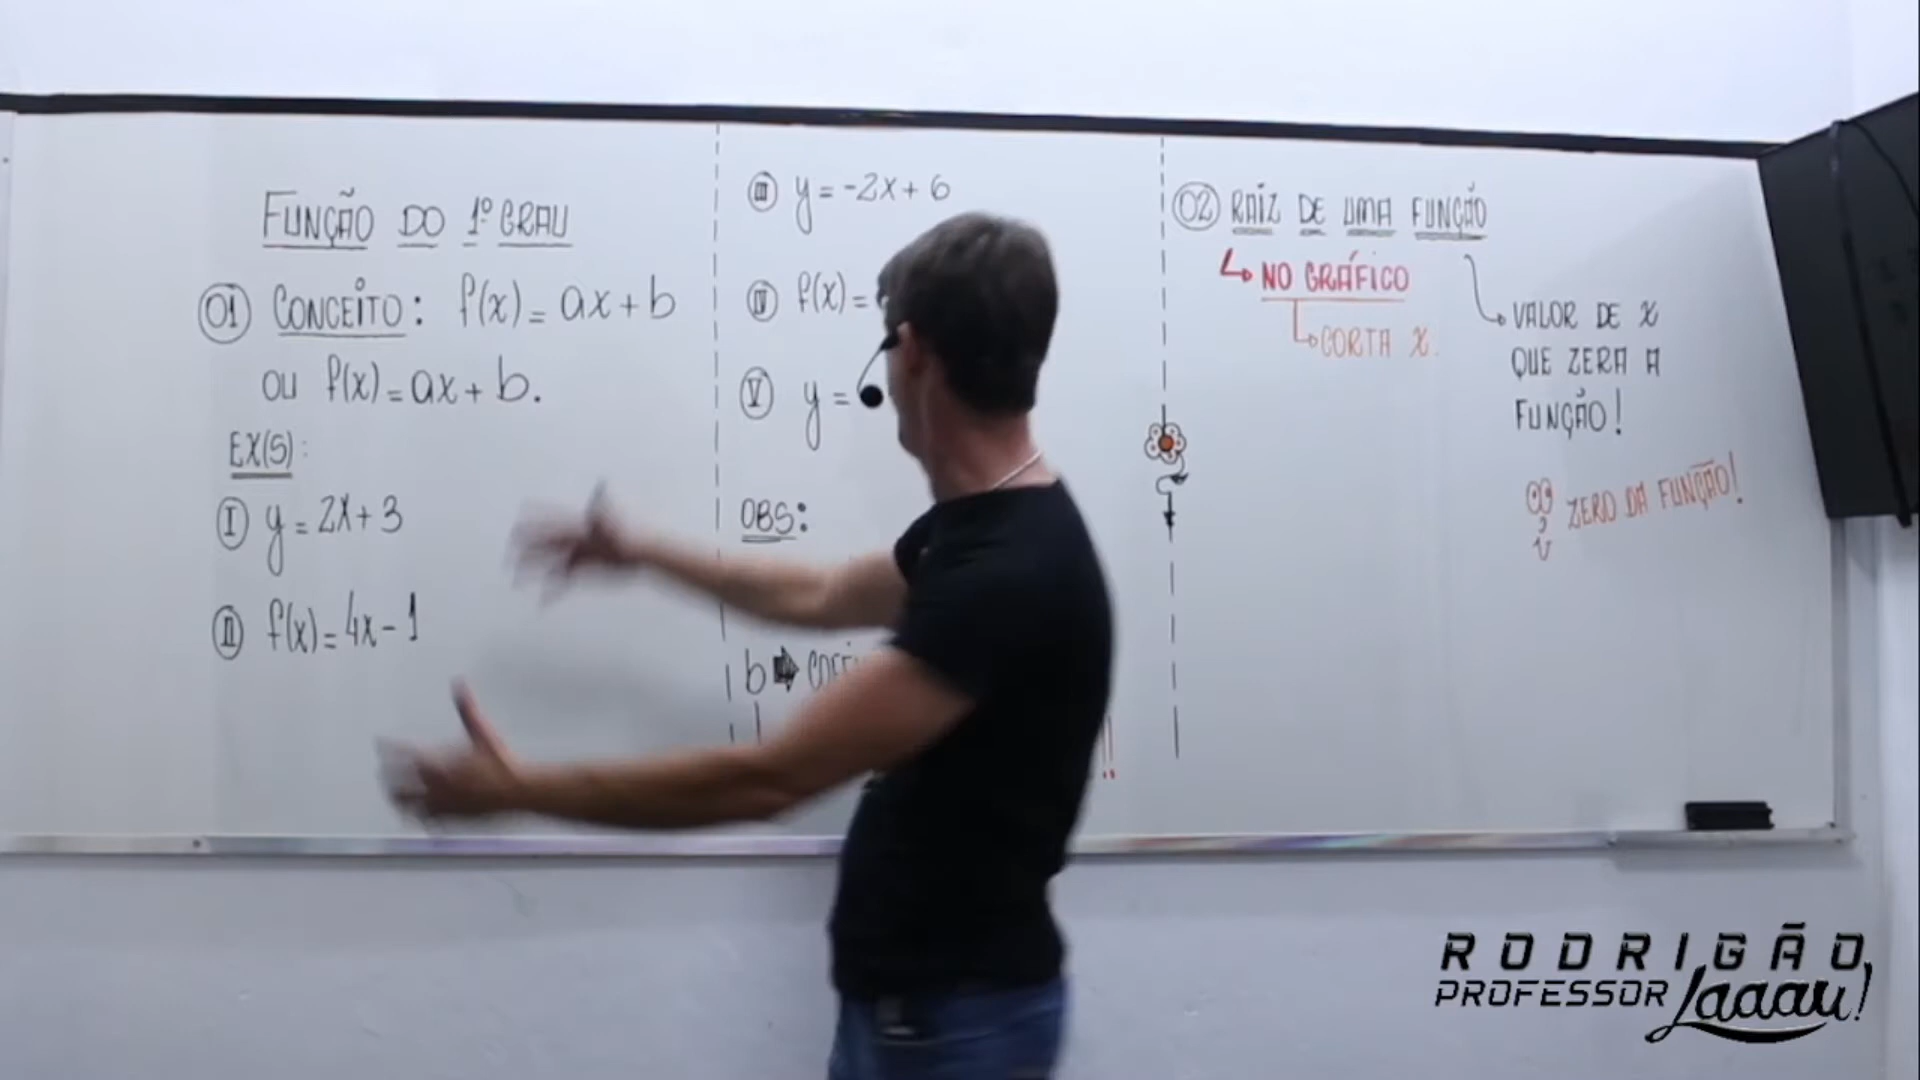 FUNÇÃO DO 1º GRAU
01 CONCEITO: f(x) = ax + b
ou f(x) = ax + b.
EX(S):
I y = 2x + 3
II f(x) = 4x - 1
III y = -2x + 6
IV f(x) =
V y =
OBS:
b ➡
!!
02 RAÍZ DE UMA FUNÇÃO
↳ NO GRÁFICO
↳ CORTA X.
VALOR DE X
QUE ZERA A
FUNÇÃO!
ZERO DA FUNÇÃO!
RODRIGÃO
PROFESSOR Laaau!